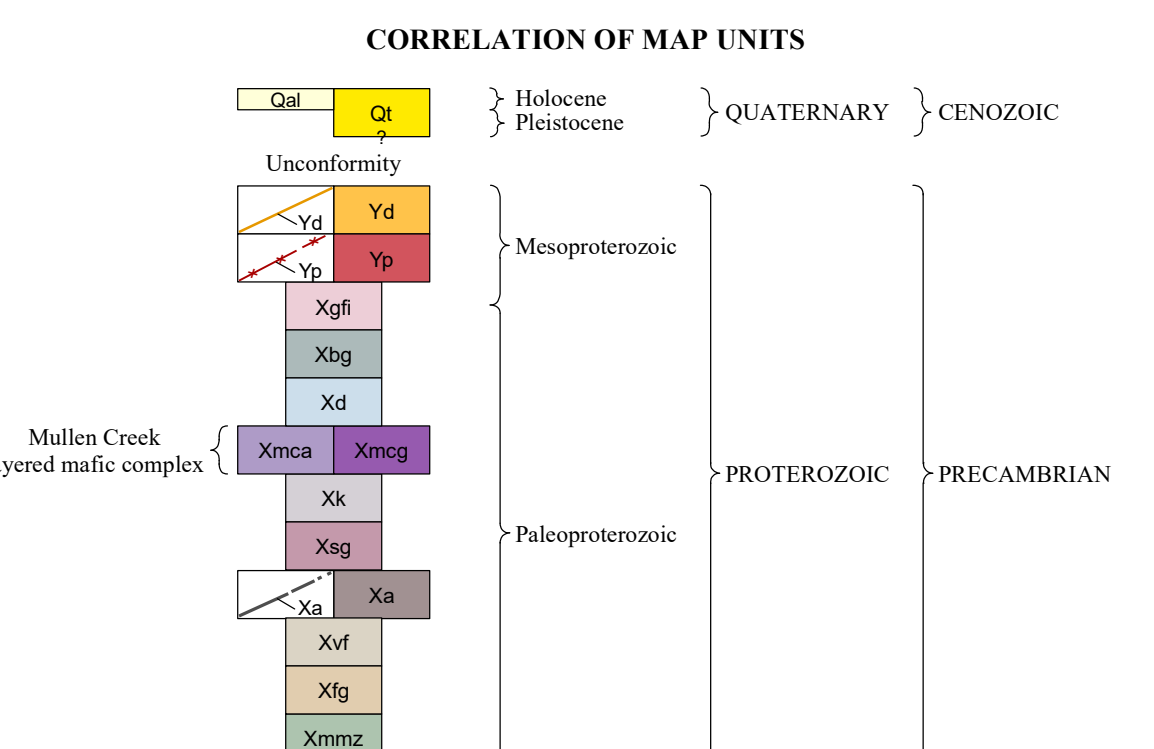 CORRELATION OF MAP UNITS
Qal
Qt
?
Holocene
Pleistocene
QUATERNARY
CENOZOIC
Unconformity
Yd
Yd
Yp
Yp
Mesoproterozoic
Xgfi
Xbg
Xd
Mullen Creek
mafic complex
Xmca
Xmcg
PROTEROZOIC
PRECAMBRIAN
Xk
Xsg
Paleoproterozoic
Xa
Xa
Xvf
Xfg
Xmmz